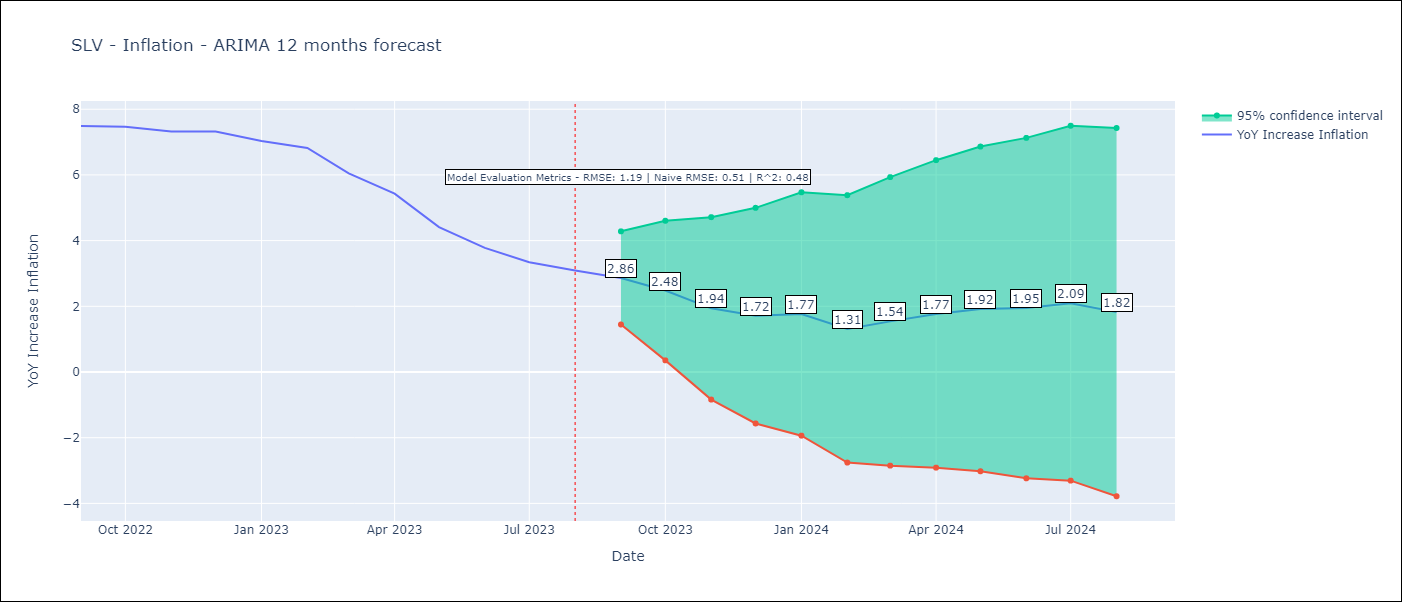 SLV - Inflation - ARIMA 12 months forecast
95% confidence interval
YoY Increase Inflation
Model Evaluation Metrics - RMSE: 1.19 | Naive RMSE: 0.51 | R^2: 0.48
8
6
4
2
0
−2
−4
YoY Increase Inflation
2.86
2.48
1.94
1.72
1.77
1.31
1.54
1.77
1.92
1.95
2.09
1.82
Oct 2022
Jan 2023
Apr 2023
Jul 2023
Oct 2023
Jan 2024
Apr 2024
Jul 2024
Date